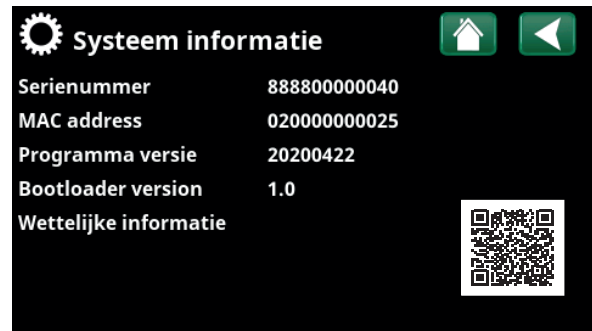 Systeem informatie
Serienummer 888800000040
MAC address 020000000025
Programma versie 20200422
Bootloader version 1.0
Wettelijke informatie